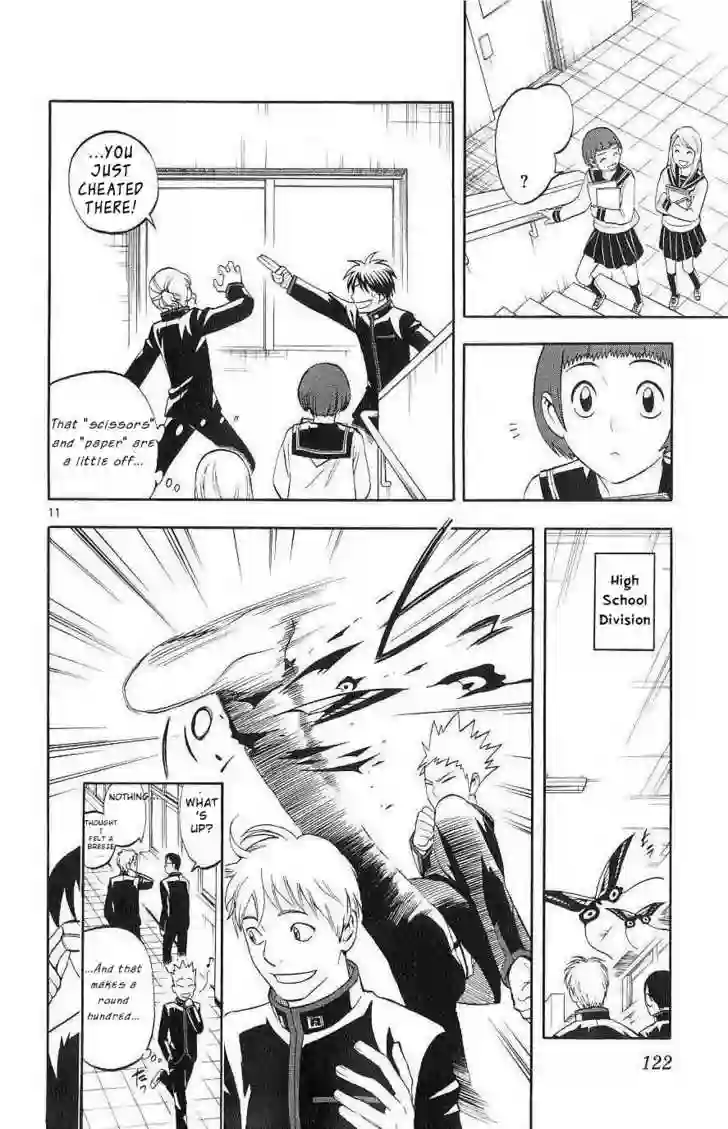 ?
...YOU
JUST
CHEATED
THERE!
That "scissors"
and "paper" are
a little off...
11
High
School
Division
WHAT
'S
UP?
NOTHING...
THOUGHT
I
FELT A
BREEZE
...And that
makes a
round
hundred...
122